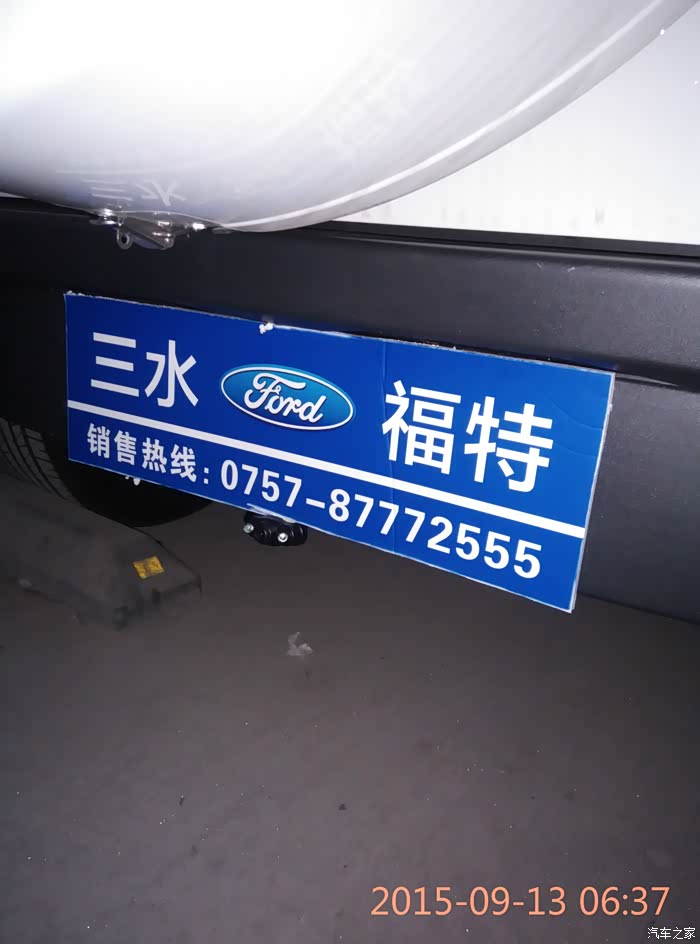 三水 Ford 福特
销售热线：0757-87772555
2015-09-13 06:37
汽车之家